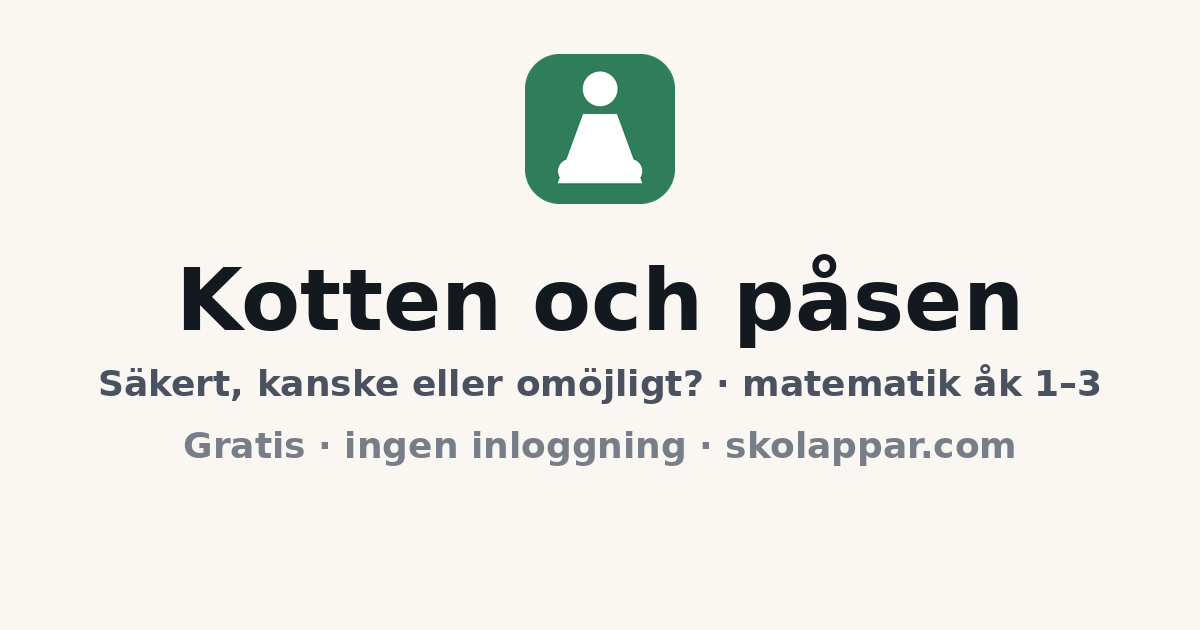 Kotten och påsen
Säkert, kanske eller omöjligt? · matematik åk 1–3
Gratis · ingen inloggning · skolappar.com